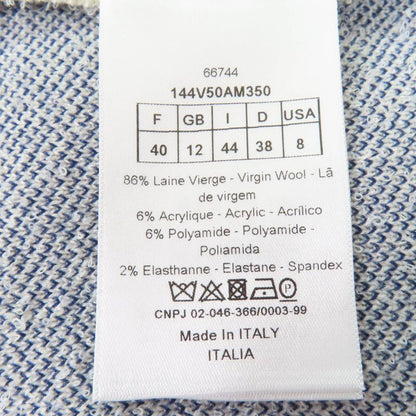 66744
144V50AM350
F GB I D USA
40 12 44 38 8
86% Laine Vierge - Virgin Wool - Lã
de virgem
6% Acrylique - Acrylic - Acrílico
6% Polyamide - Polyamide -
Poliamida
2% Elasthanne - Elastane - Spandex
CNPJ 02-046-366/0003-99
Made In ITALY
ITALIA